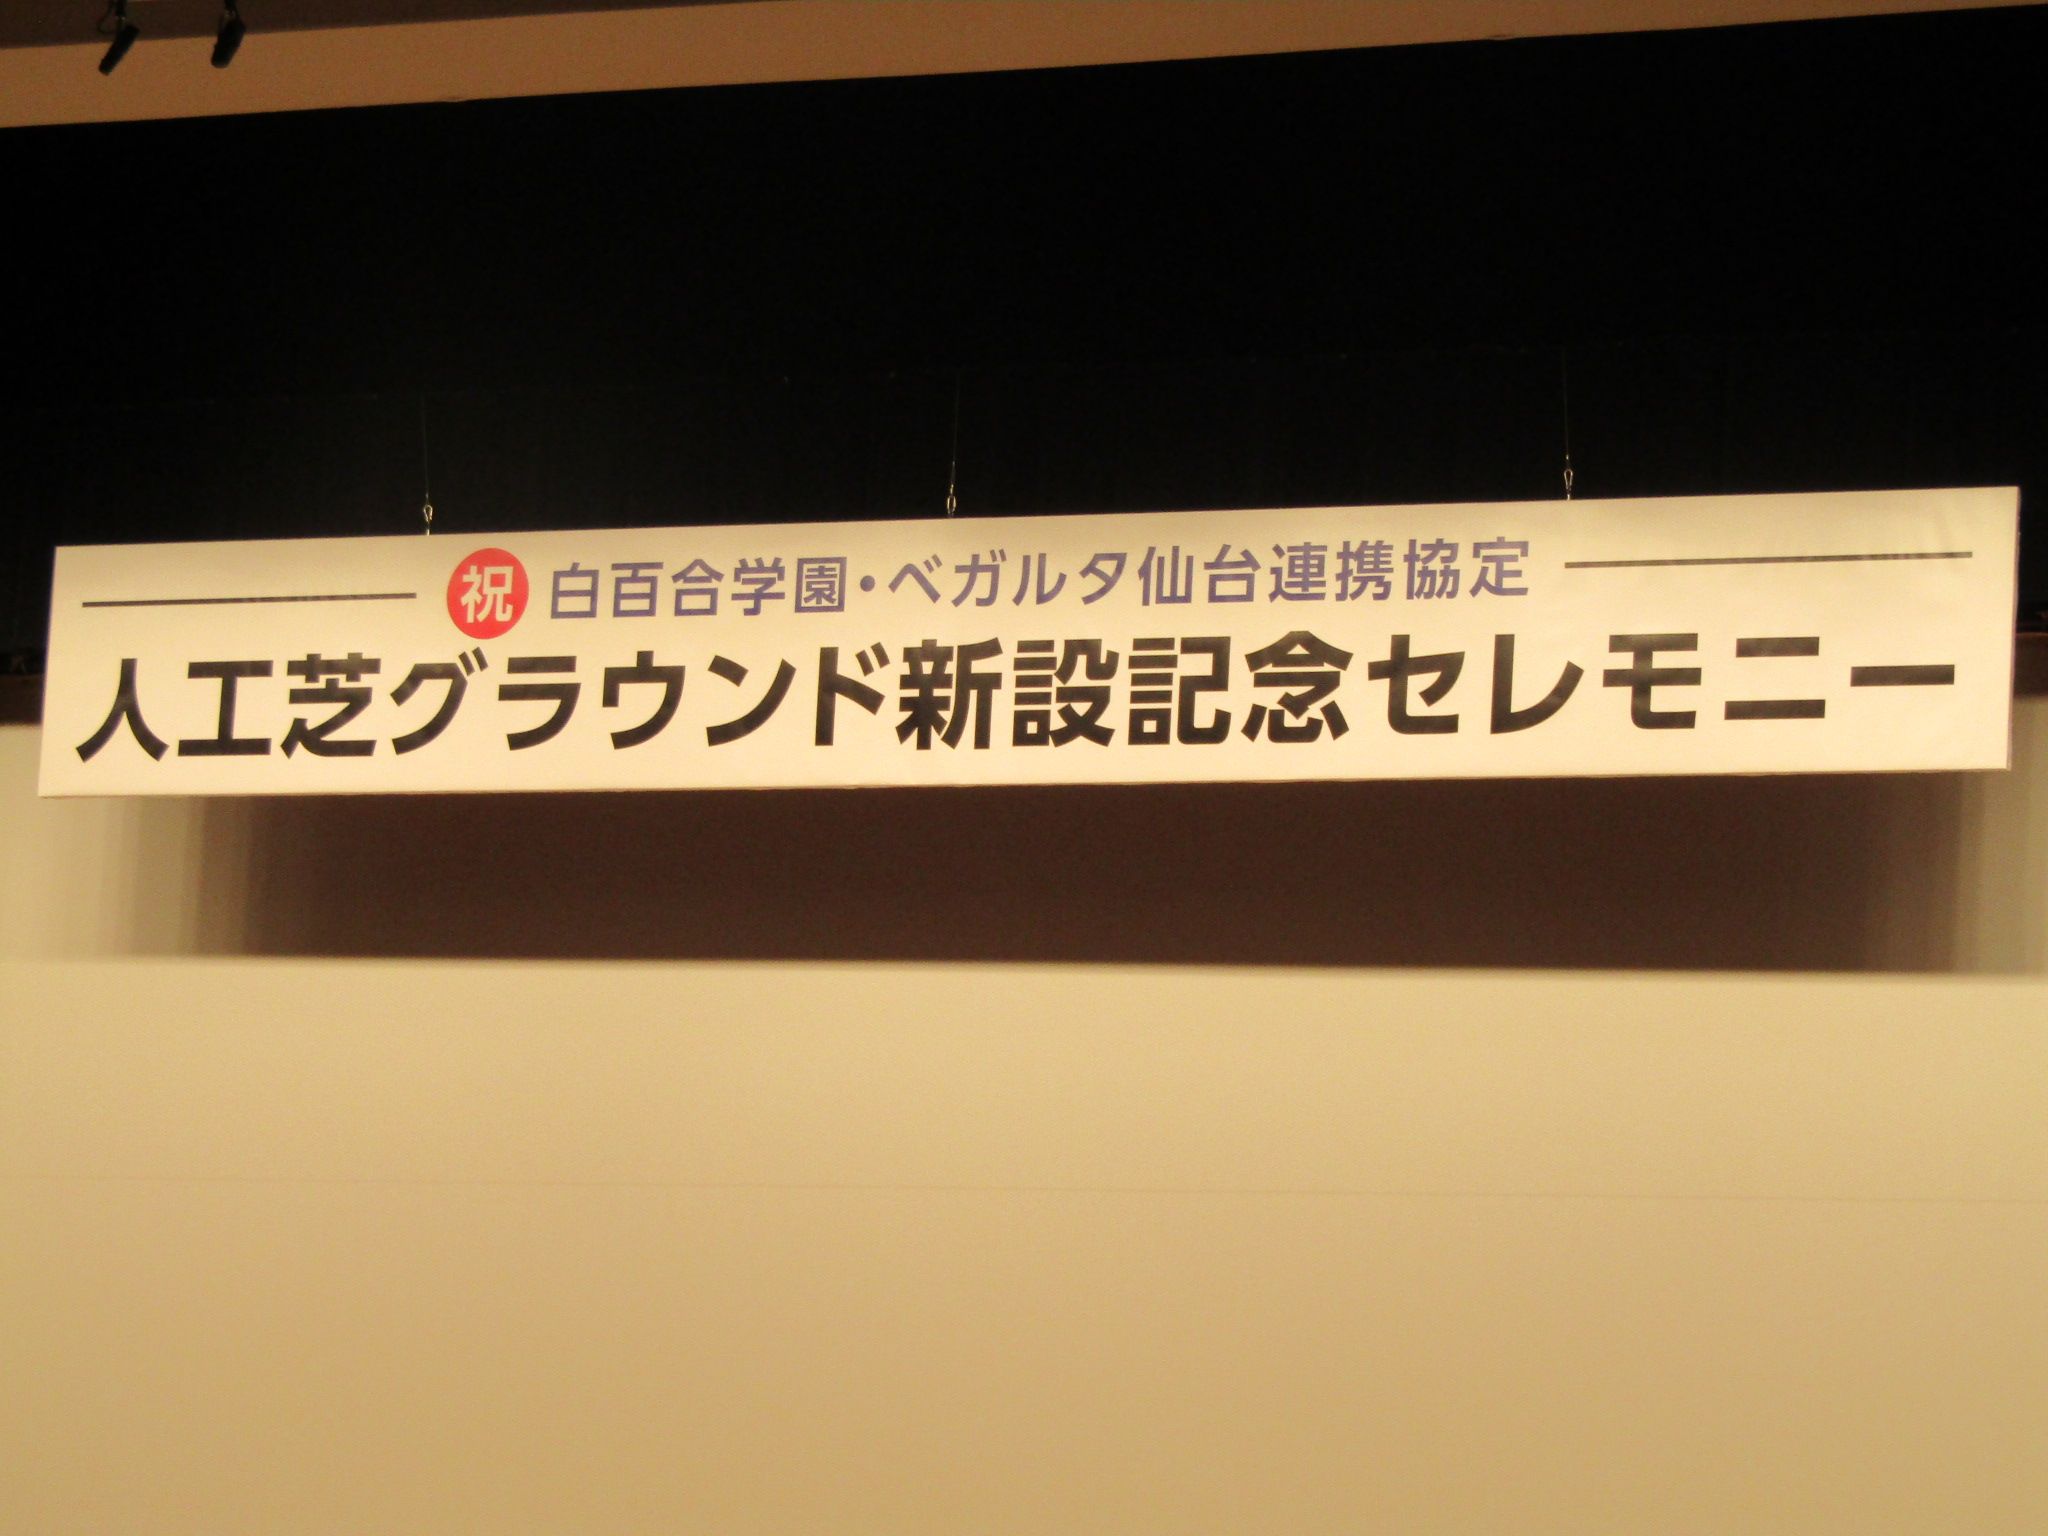 祝 白百合学園・ベガルタ仙台連携協定
人工芝グラウンド新設記念セレモニー